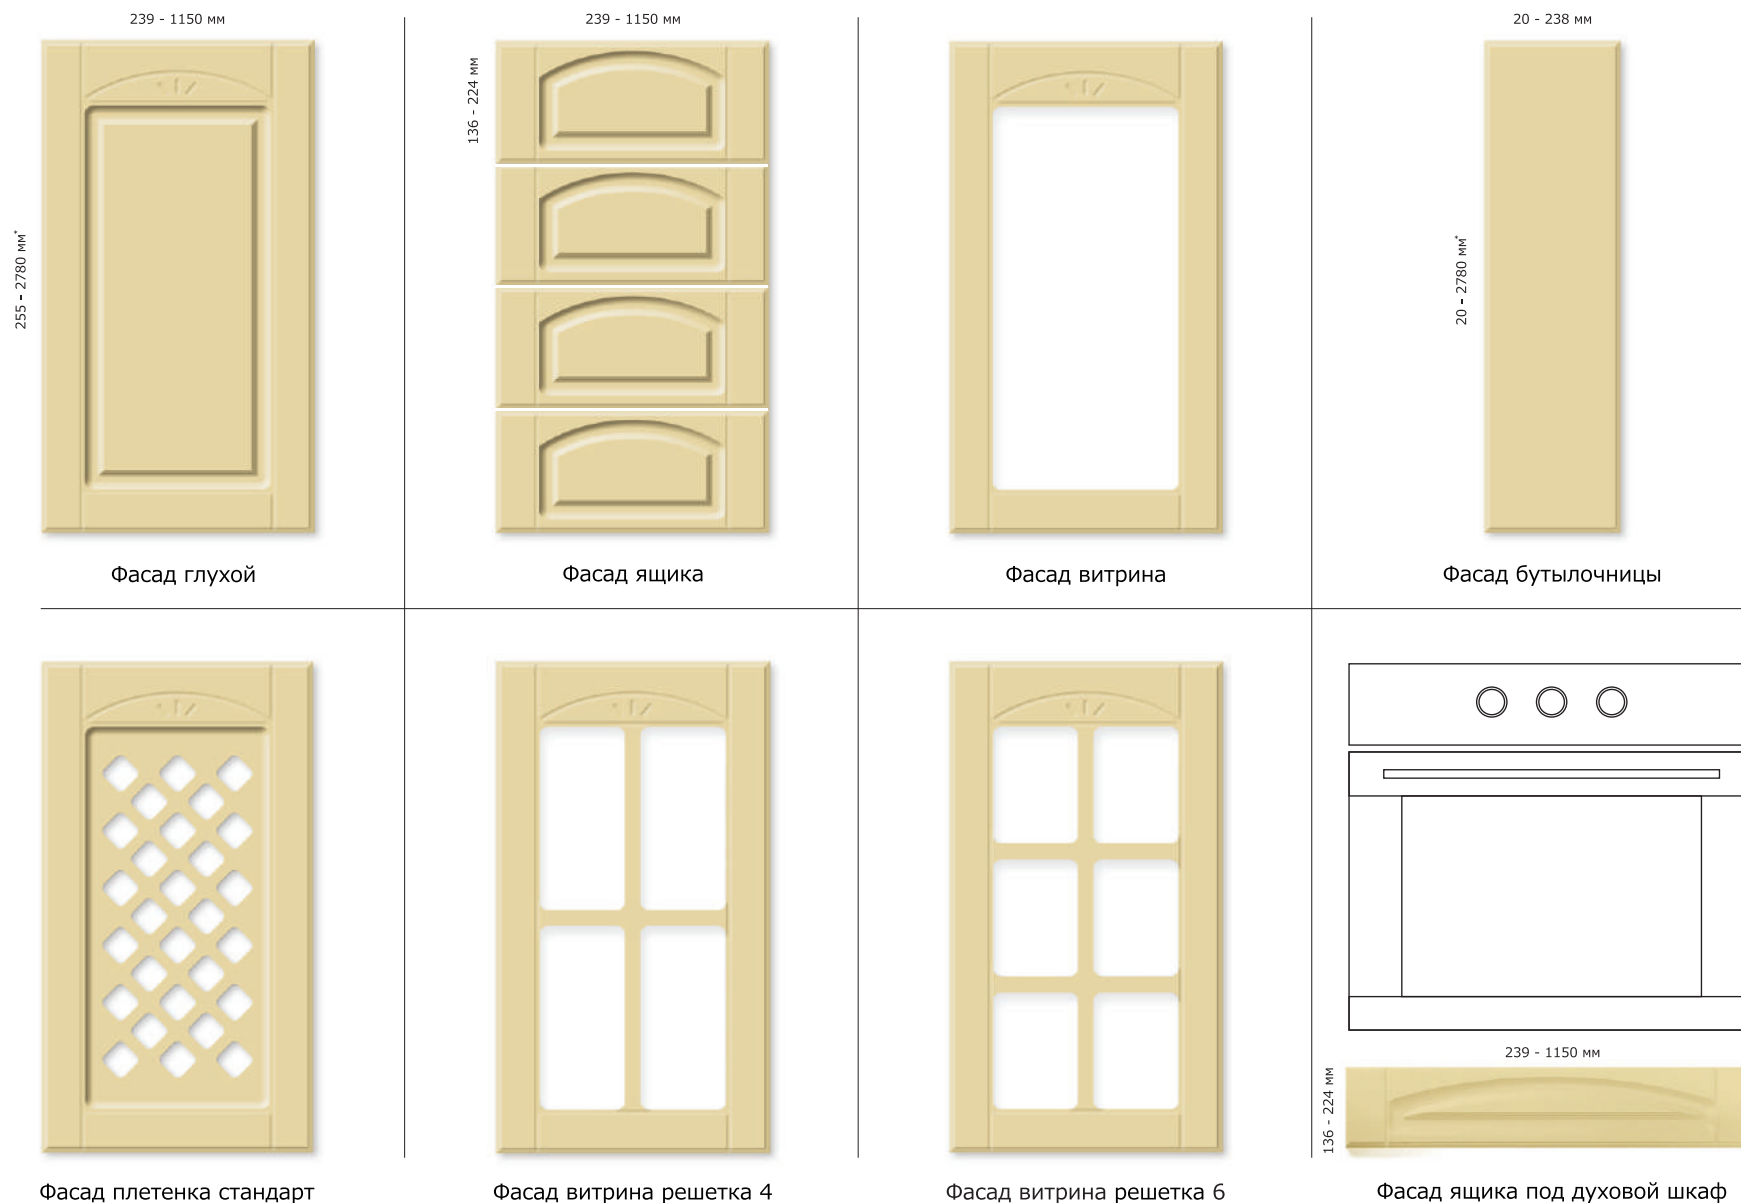 239 - 1150 мм
239 - 1150 мм
20 - 238 мм
255 - 2780 мм*
136 - 224 мм
20 - 2780 мм*
Фасад глухой
Фасад ящика
Фасад витрина
Фасад бутылочницы
239 - 1150 мм
136 - 224 мм
Фасад плетенка стандарт
Фасад витрина решетка 4
Фасад витрина решетка 6
Фасад ящика под духовой шкаф